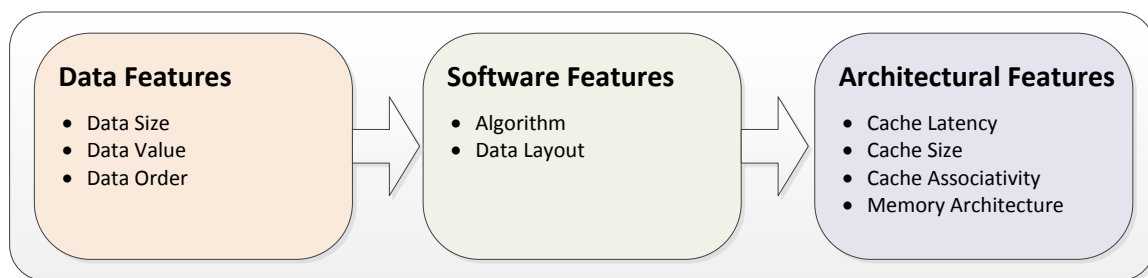 Data Features
• Data Size
• Data Value
• Data Order
Software Features
• Algorithm
• Data Layout
Architectural Features
• Cache Latency
• Cache Size
• Cache Associativity
• Memory Architecture